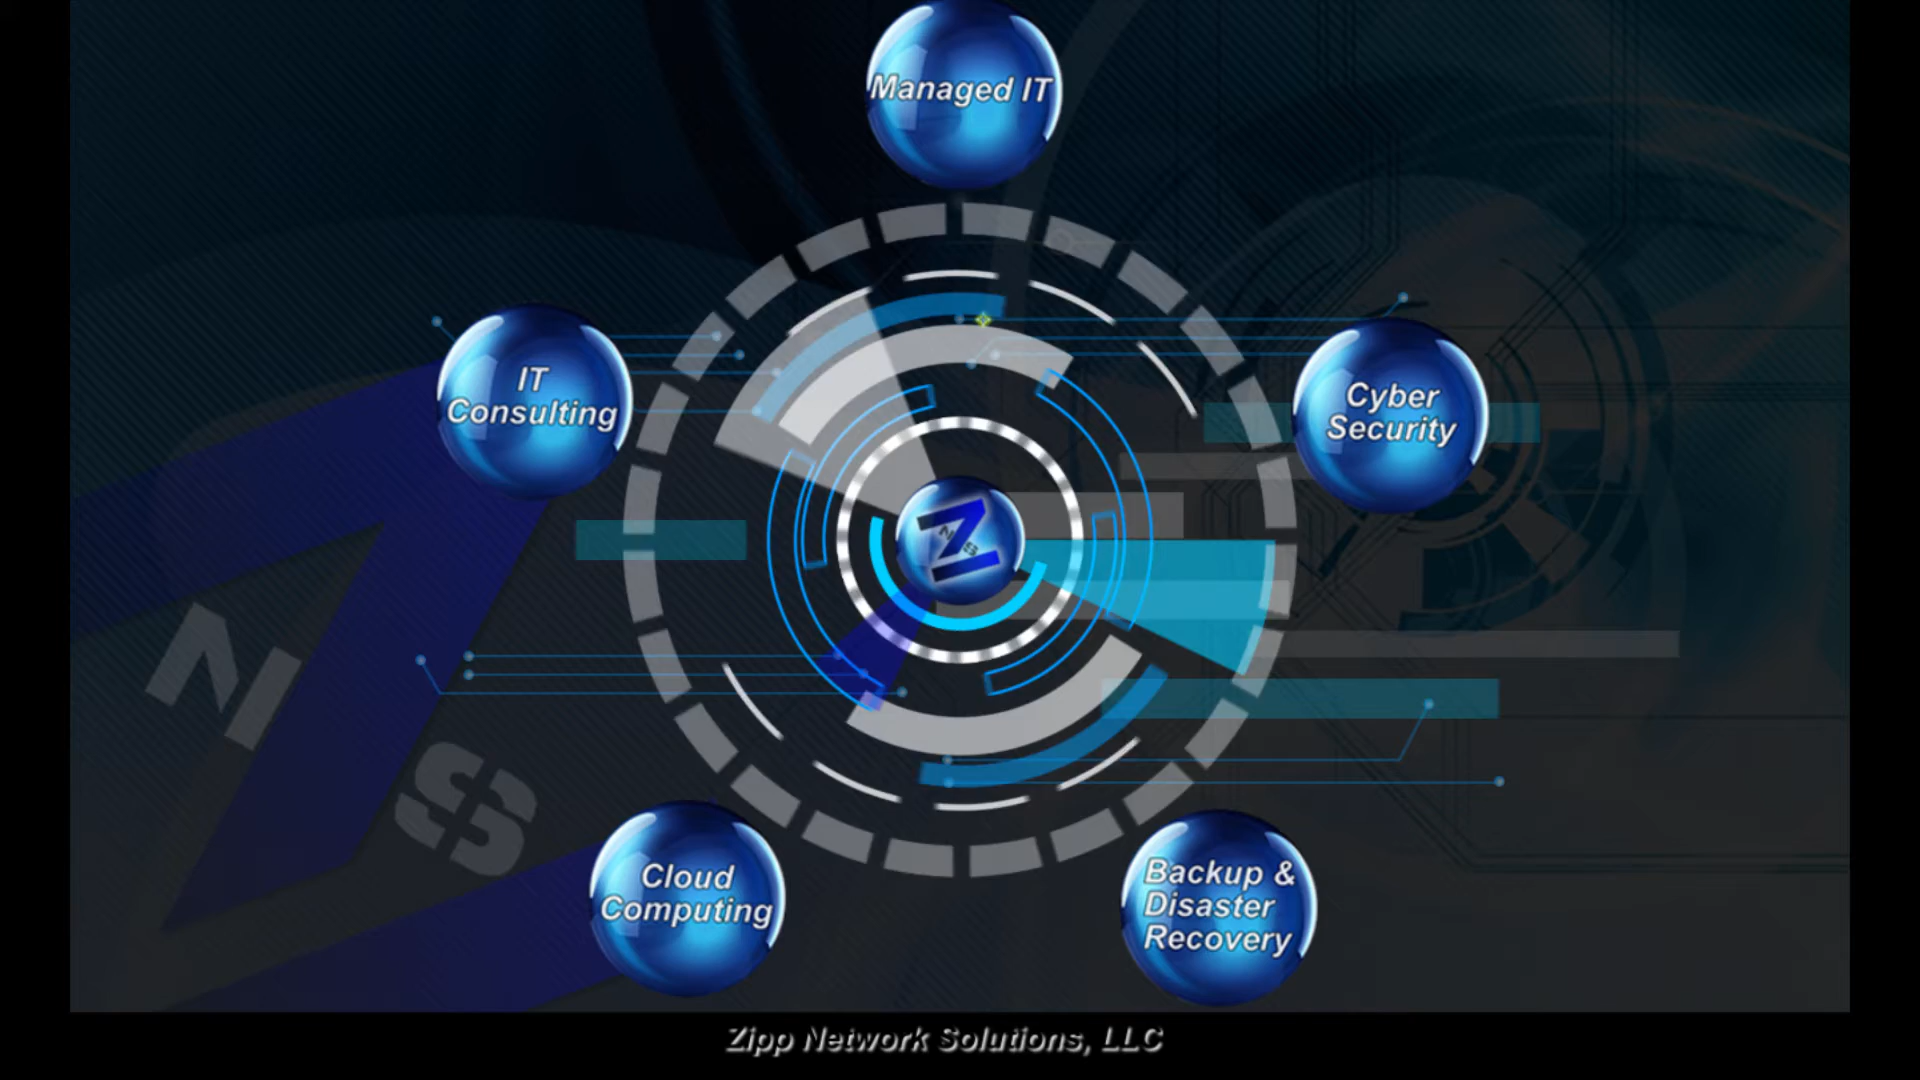 Managed IT
IT
Consulting
Cyber
Security
Z
N
S
N
S
Cloud
Computing
Backup &
Disaster
Recovery
Zipp Network Solutions, LLC